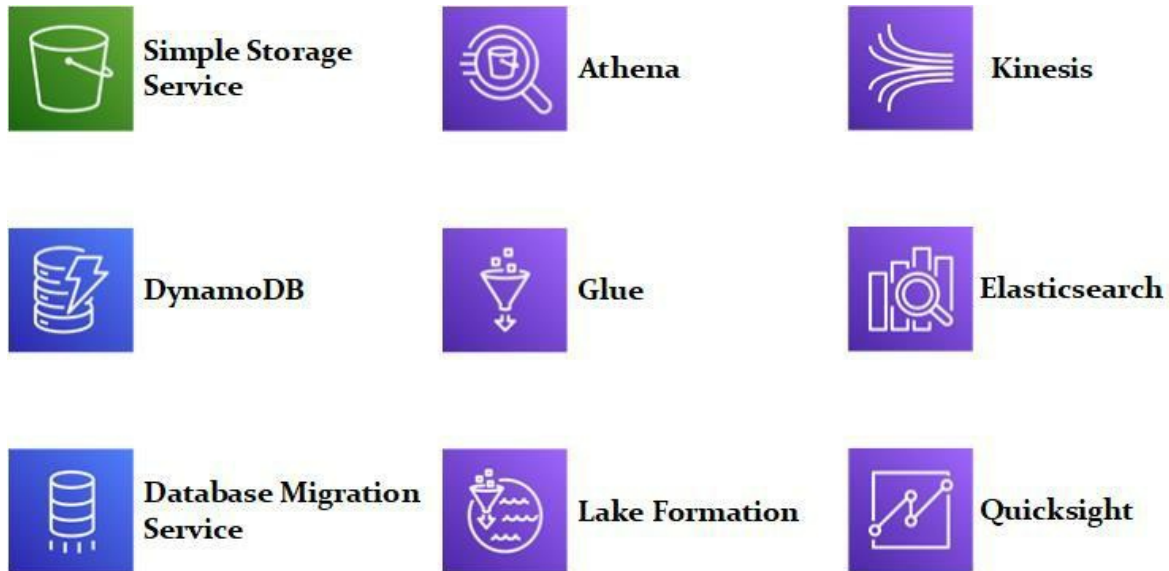 Simple Storage
Service
Athena
Kinesis
DynamoDB
Glue
Elasticsearch
Database Migration
Service
Lake Formation
Quicksight